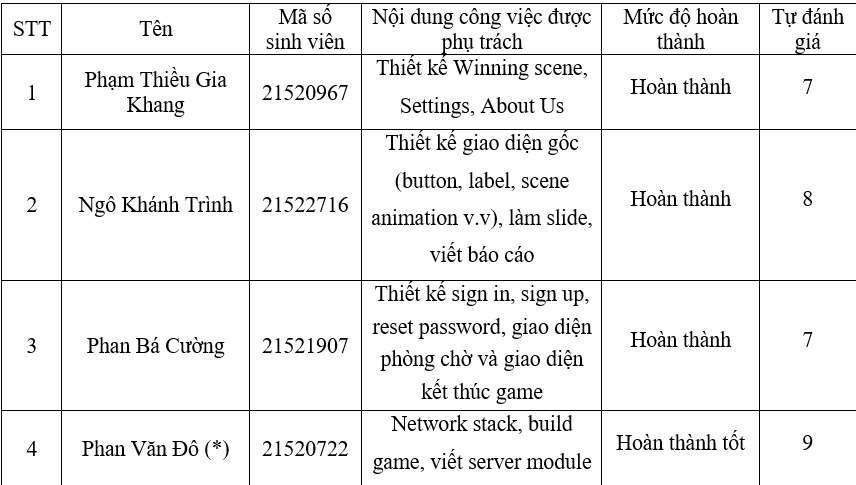 STT
Tên
Mã số
sinh viên
Nội dung công việc được
phụ trách
Mức độ hoàn
thành
Tự đánh
giá
1
Phạm Thiều Gia
Khang
21520967
Thiết kế Winning scene,
Settings, About Us
Hoàn thành
7
2
Ngô Khánh Trình
21522716
Thiết kế giao diện gốc
(button, label, scene
animation v.v), làm slide,
viết báo cáo
Hoàn thành
8
3
Phan Bá Cường
21521907
Thiết kế sign in, sign up,
reset password, giao diện
phòng chờ và giao diện
kết thúc game
Hoàn thành
7
4
Phan Văn Đô (*)
21520722
Network stack, build
game, viết server module
Hoàn thành tốt
9